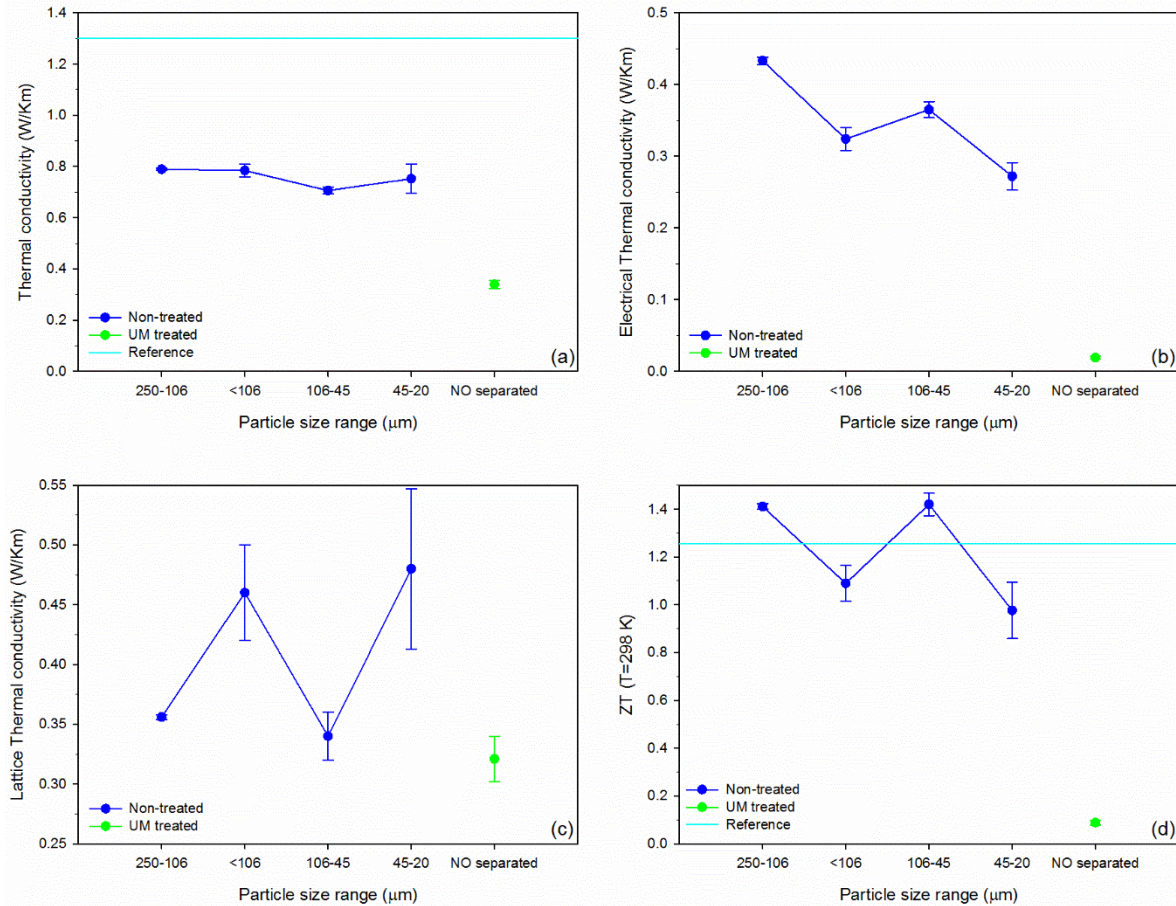 1.4
1.2
1.0
0.8
0.6
0.4
0.2
0.0
Thermal conductivity (W/Km)
Non-treated
UM treated
Reference
(a)
250-106
<106
106-45
45-20
NO separated
Particle size range (μm)
0.5
0.4
0.3
0.2
0.1
0.0
Electrical Thermal conductivity (W/Km)
Non-treated
UM treated
(b)
250-106
<106
106-45
45-20
NO separated
Particle size range (μm)
0.55
0.50
0.45
0.40
0.35
0.30
0.25
Lattice Thermal conductivity (W/Km)
Non-treated
UM treated
(c)
250-106
<106
106-45
45-20
NO separated
Particle size range (μm)
1.4
1.2
1.0
0.8
0.6
0.4
0.2
0.0
ZT (T=298 K)
Non-treated
UM treated
Reference
(d)
250-106
<106
106-45
45-20
NO separated
Particle size range (μm)